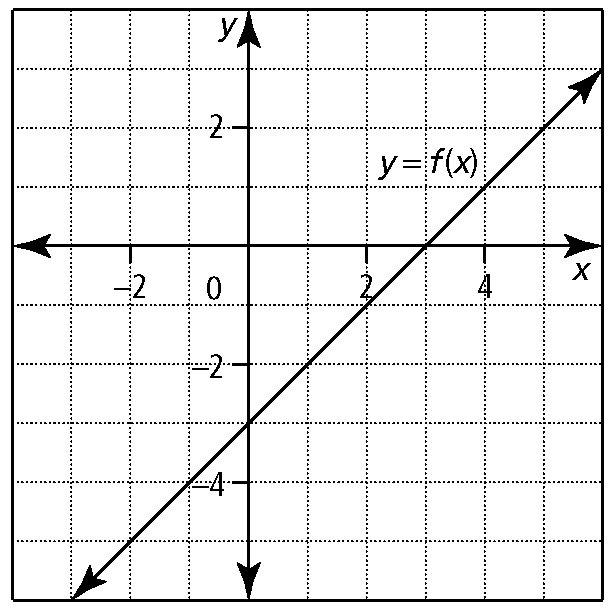 y
2
y = f(x)
x
–2 0 2 4
–2
–4